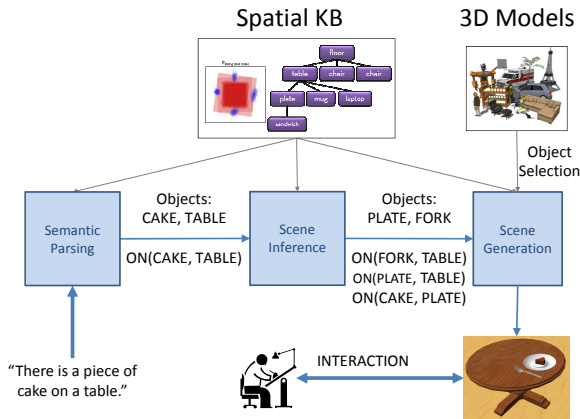 Spatial KB
3D Models
floor
table
chair
chair
plate
mug
laptop
sandwich
Object
Selection
Semantic
Parsing
Objects:
CAKE, TABLE
ON(CAKE, TABLE)
Scene
Inference
Objects:
PLATE, FORK
ON(FORK, TABLE)
ON(PLATE, TABLE)
ON(CAKE, PLATE)
Scene
Generation
“There is a piece of
cake on a table.”
INTERACTION